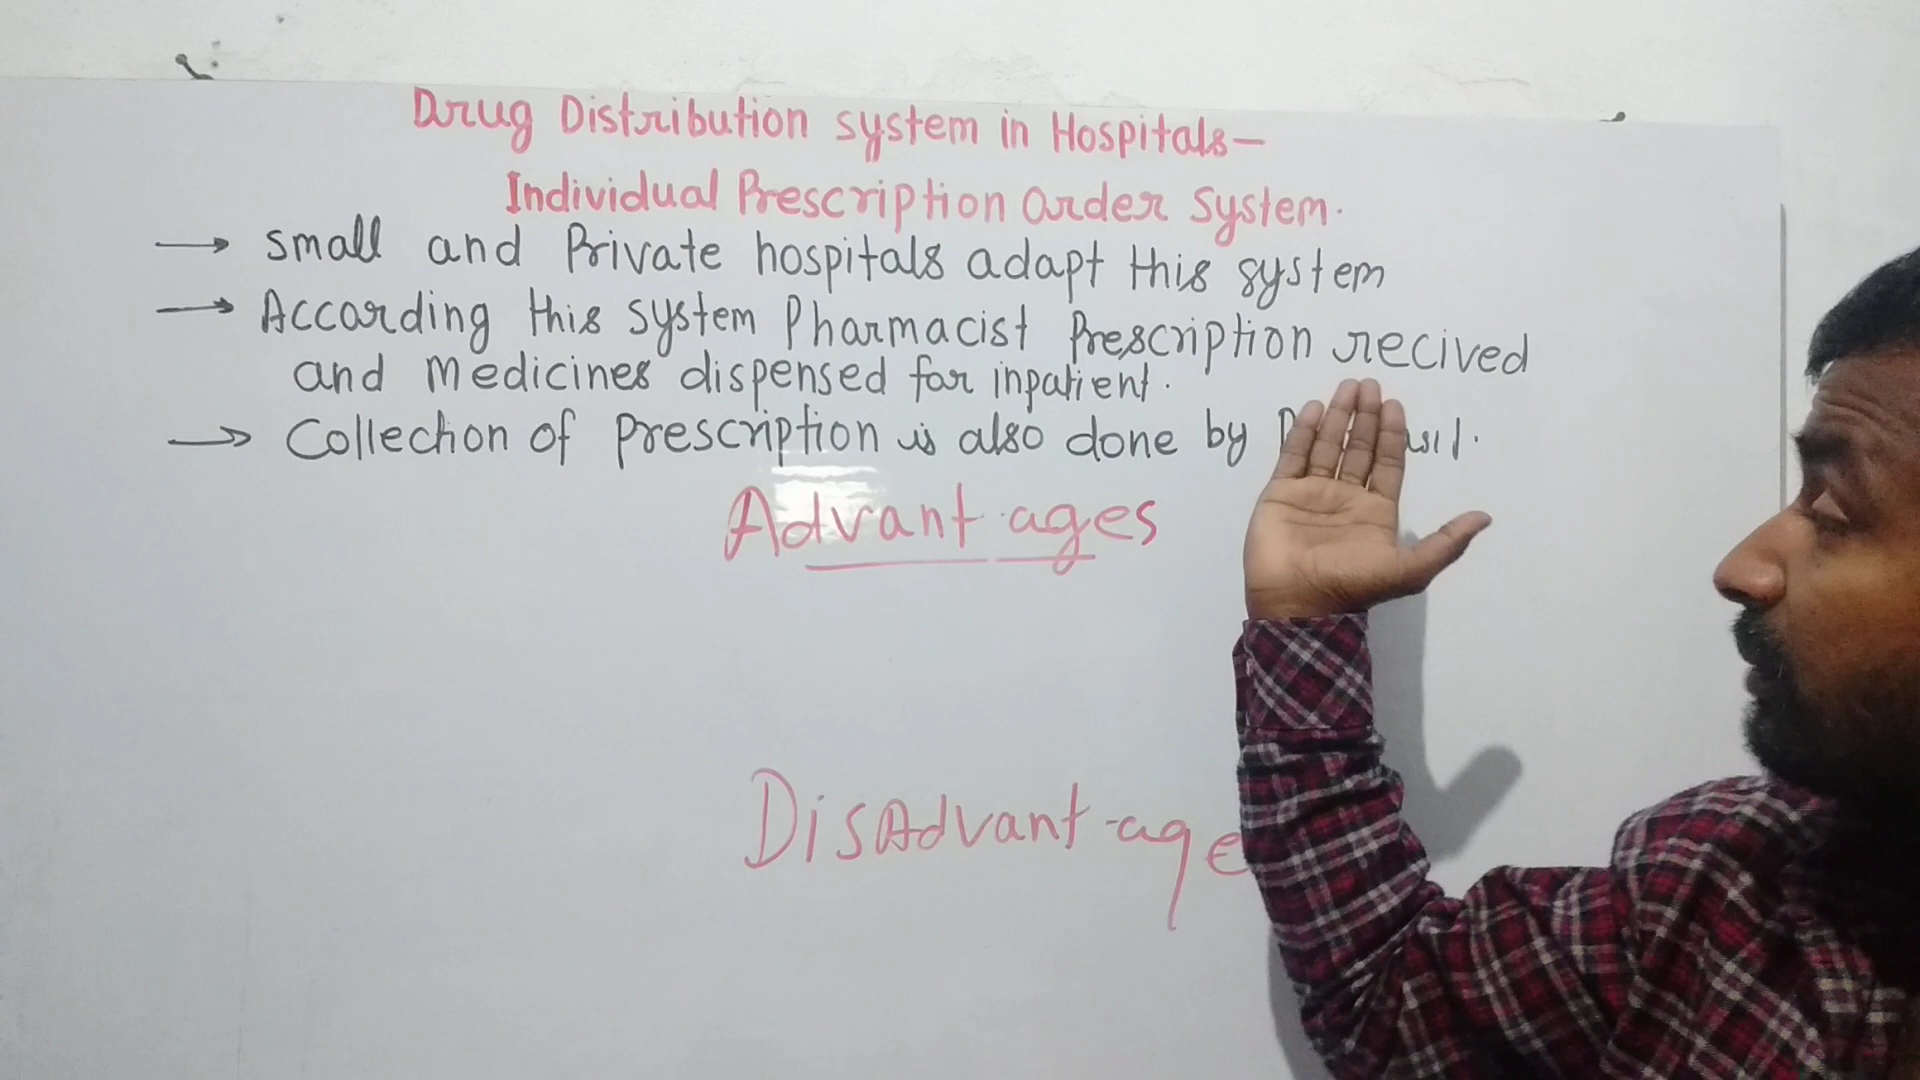 Drug Distribution system in Hospitals-
Individual Prescription Order System.
→ small and Private hospitals adapt this system
→ According this system Pharmacist Prescription recived
and medicines dispensed for inpatient.
→ Collection of prescription is also done by
Advantages
DisAdvantage